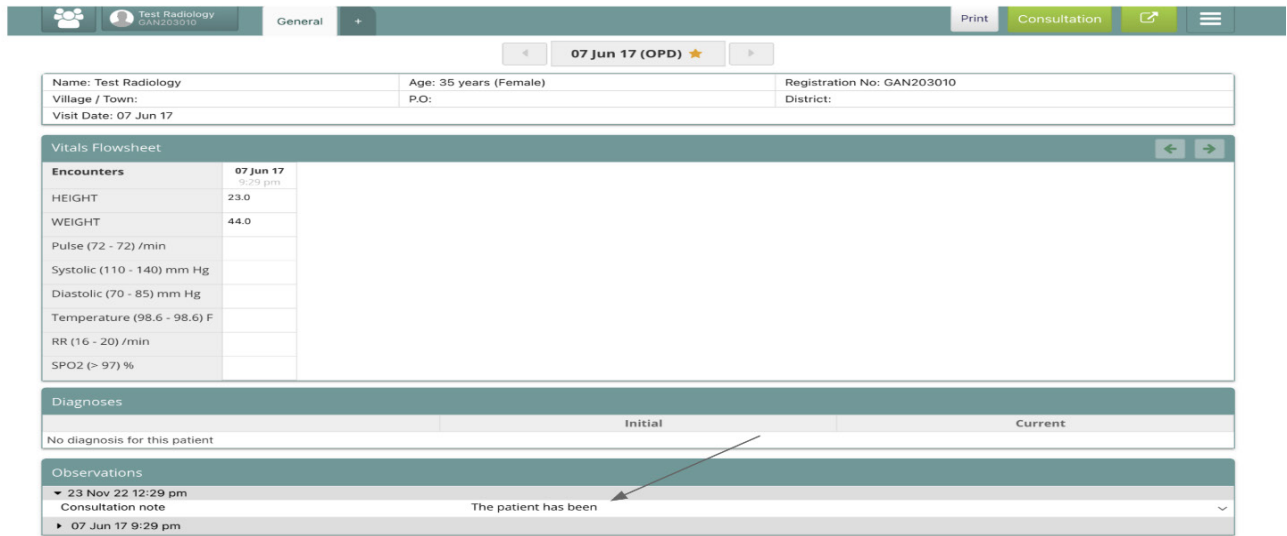 Test Radiology
GAN203010
General
+
Print
Consultation
07 Jun 17 (OPD)
Name: Test Radiology Age: 35 years (Female) Registration No: GAN203010
Village / Town: P.O: District:
Visit Date: 07 Jun 17
Vitals Flowsheet
Encounters 07 Jun 17
9:29 pm
HEIGHT 23.0
WEIGHT 44.0
Pulse (72 - 72) /min
Systolic (110 - 140) mm Hg
Diastolic (70 - 85) mm Hg
Temperature (98.6 - 98.6) F
RR (16 - 20) /min
SPO2 (> 97) %
Diagnoses
Initial Current
No diagnosis for this patient
Observations
23 Nov 22 12:29 pm
Consultation note The patient has been
07 Jun 17 9:29 pm